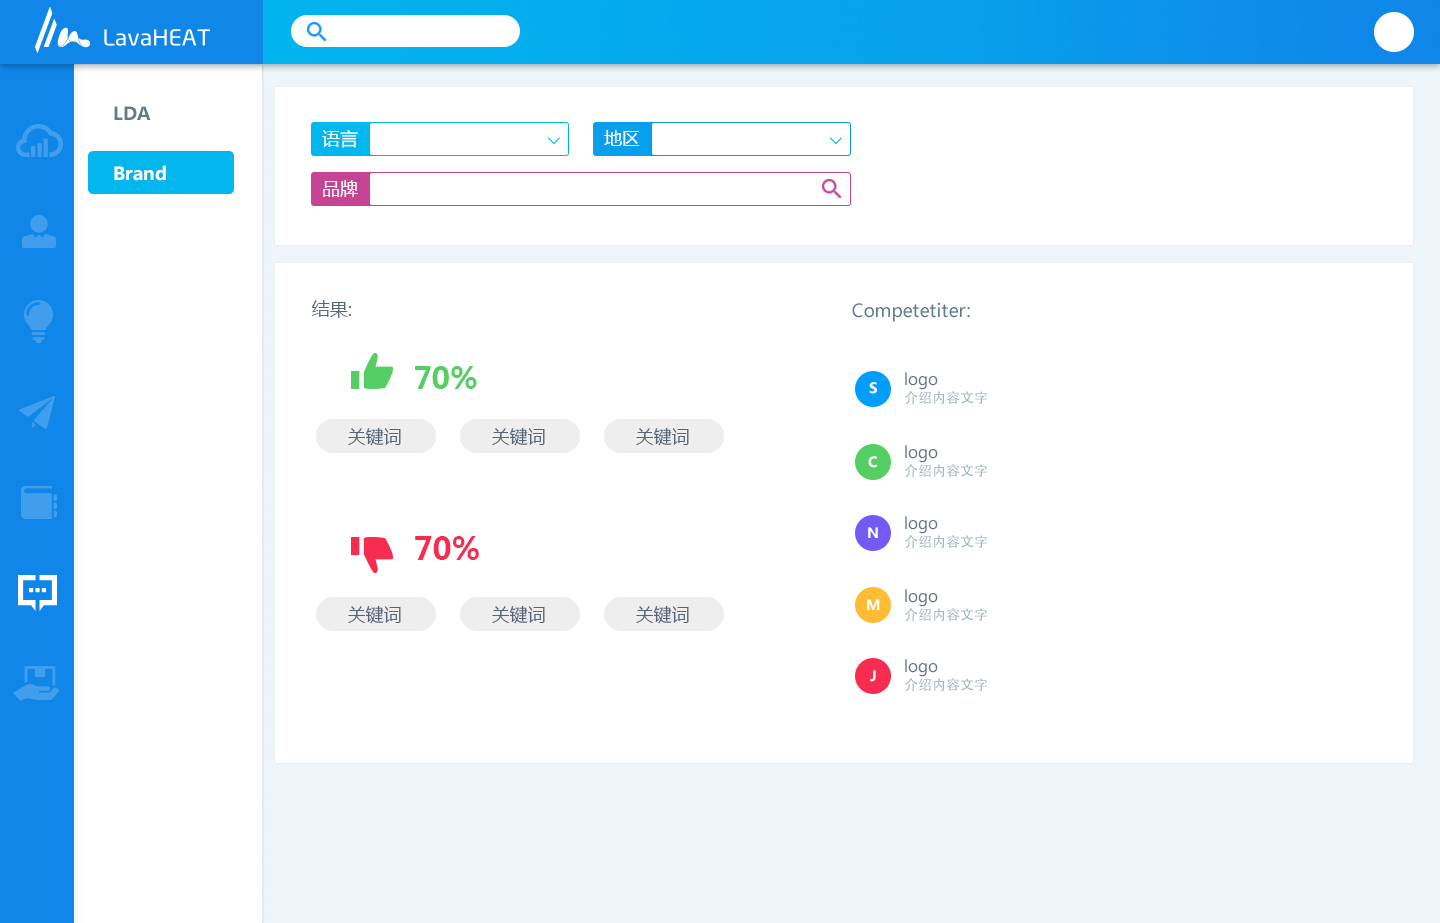 LavaHEAT
LDA
Brand
语言
地区
品牌
结果:
70%
关键词 关键词 关键词
70%
关键词 关键词 关键词
Competetiter:
S
logo
介绍内容文字
C
logo
介绍内容文字
N
logo
介绍内容文字
M
logo
介绍内容文字
J
logo
介绍内容文字